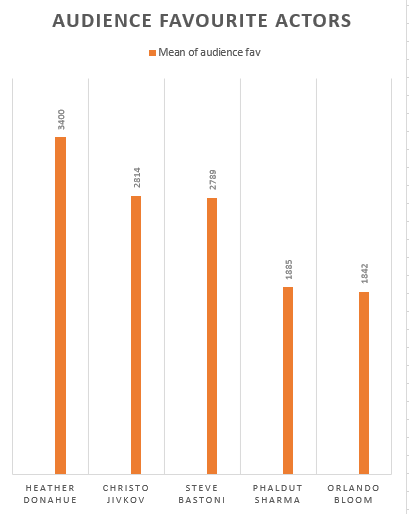 AUDIENCE FAVOURITE ACTORS
Mean of audience fav
3400
2814
2789
1885
1842
HEATHER DONAHUE
CHRISTO JIVKOV
STEVE BASTONI
PHALDUT SHARMA
ORLANDO BLOOM